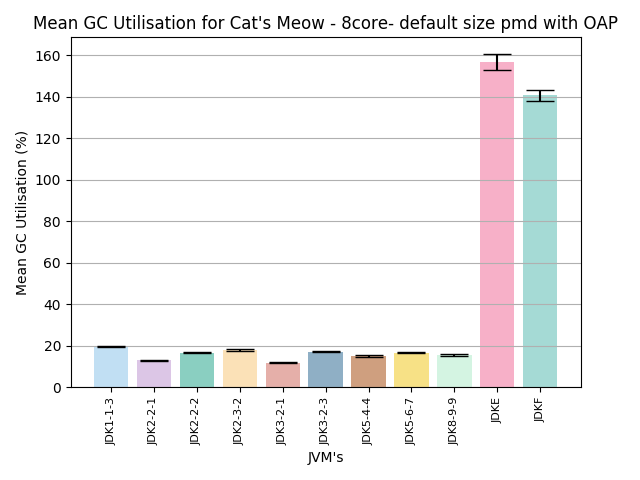 Mean GC Utilisation for Cat's Meow - 8core- default size pmd with OAP
Mean GC Utilisation (%)
160
140
120
100
80
60
40
20
0
JDK1-1-3
JDK2-2-1
JDK2-2-2
JDK2-3-2
JDK3-2-1
JDK3-2-3
JDK5-4-4
JDK5-6-7
JDK8-9-9
JDKE
JDKF
JVM's